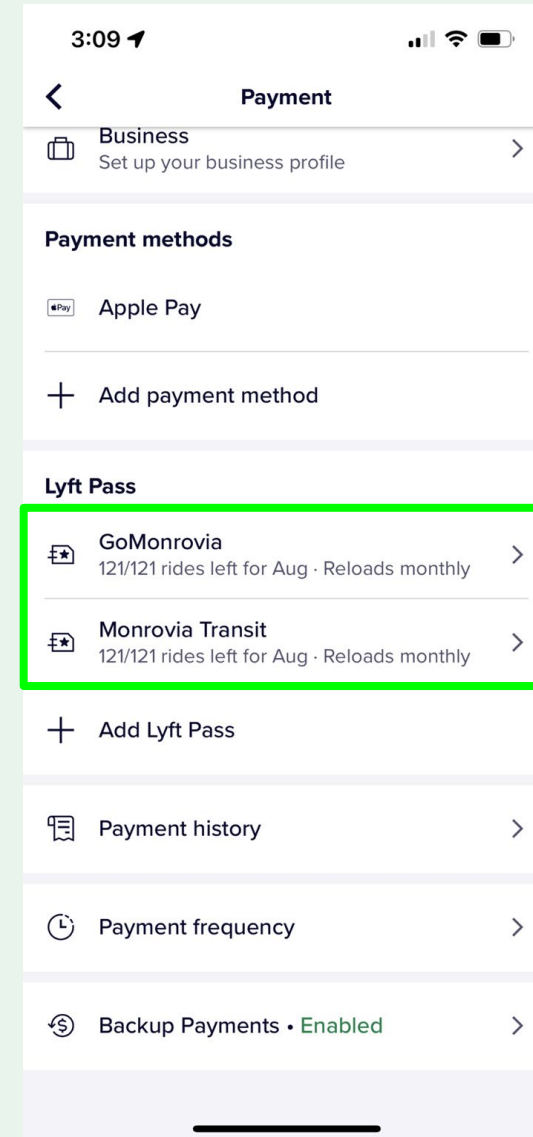 3:09
Payment
Business
Set up your business profile
Payment methods
Pay
Apple Pay
Add payment method
Lyft Pass
GoMonrovia
121/121 rides left for Aug · Reloads monthly
Monrovia Transit
121/121 rides left for Aug · Reloads monthly
Add Lyft Pass
Payment history
Payment frequency
Backup Payments • Enabled